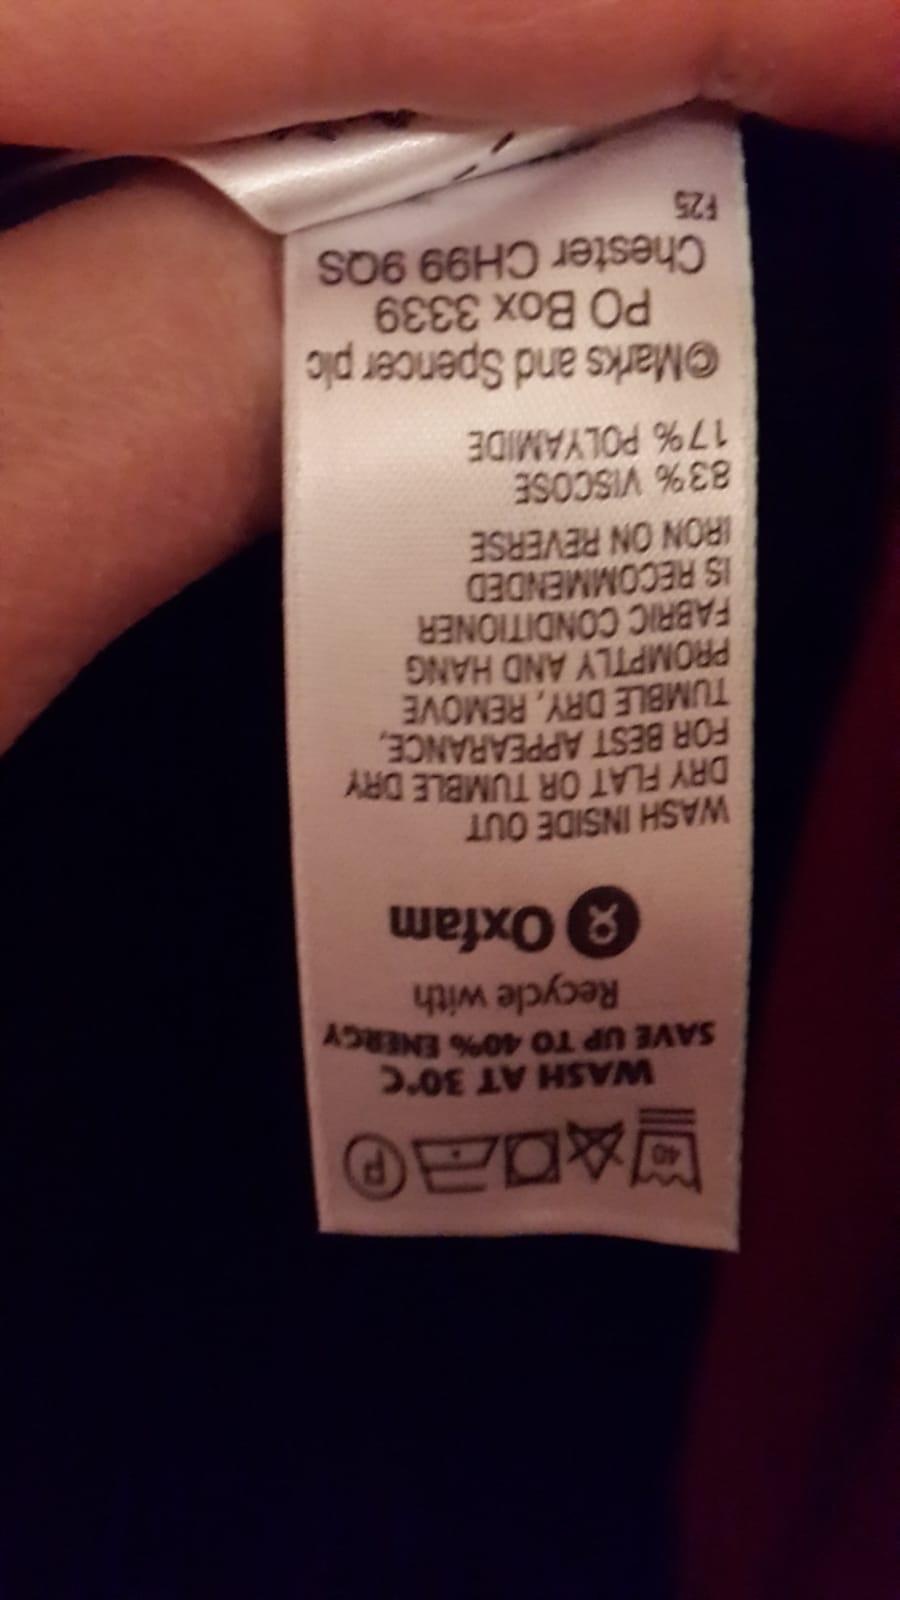 40 P
WASH AT 30°C
SAVE UP TO 40% ENERGY
Recycle with
Oxfam
WASH INSIDE OUT
DRY FLAT OR TUMBLE DRY
FOR BEST APPEARANCE,
TUMBLE DRY, REMOVE
PROMPTLY AND HANG
FABRIC CONDITIONER
IS RECOMMENDED
IRON ON REVERSE
83% VISCOSE
17% POLYAMIDE
©Marks and Spencer plc
PO Box 3339
Chester CH99 9QS
F25